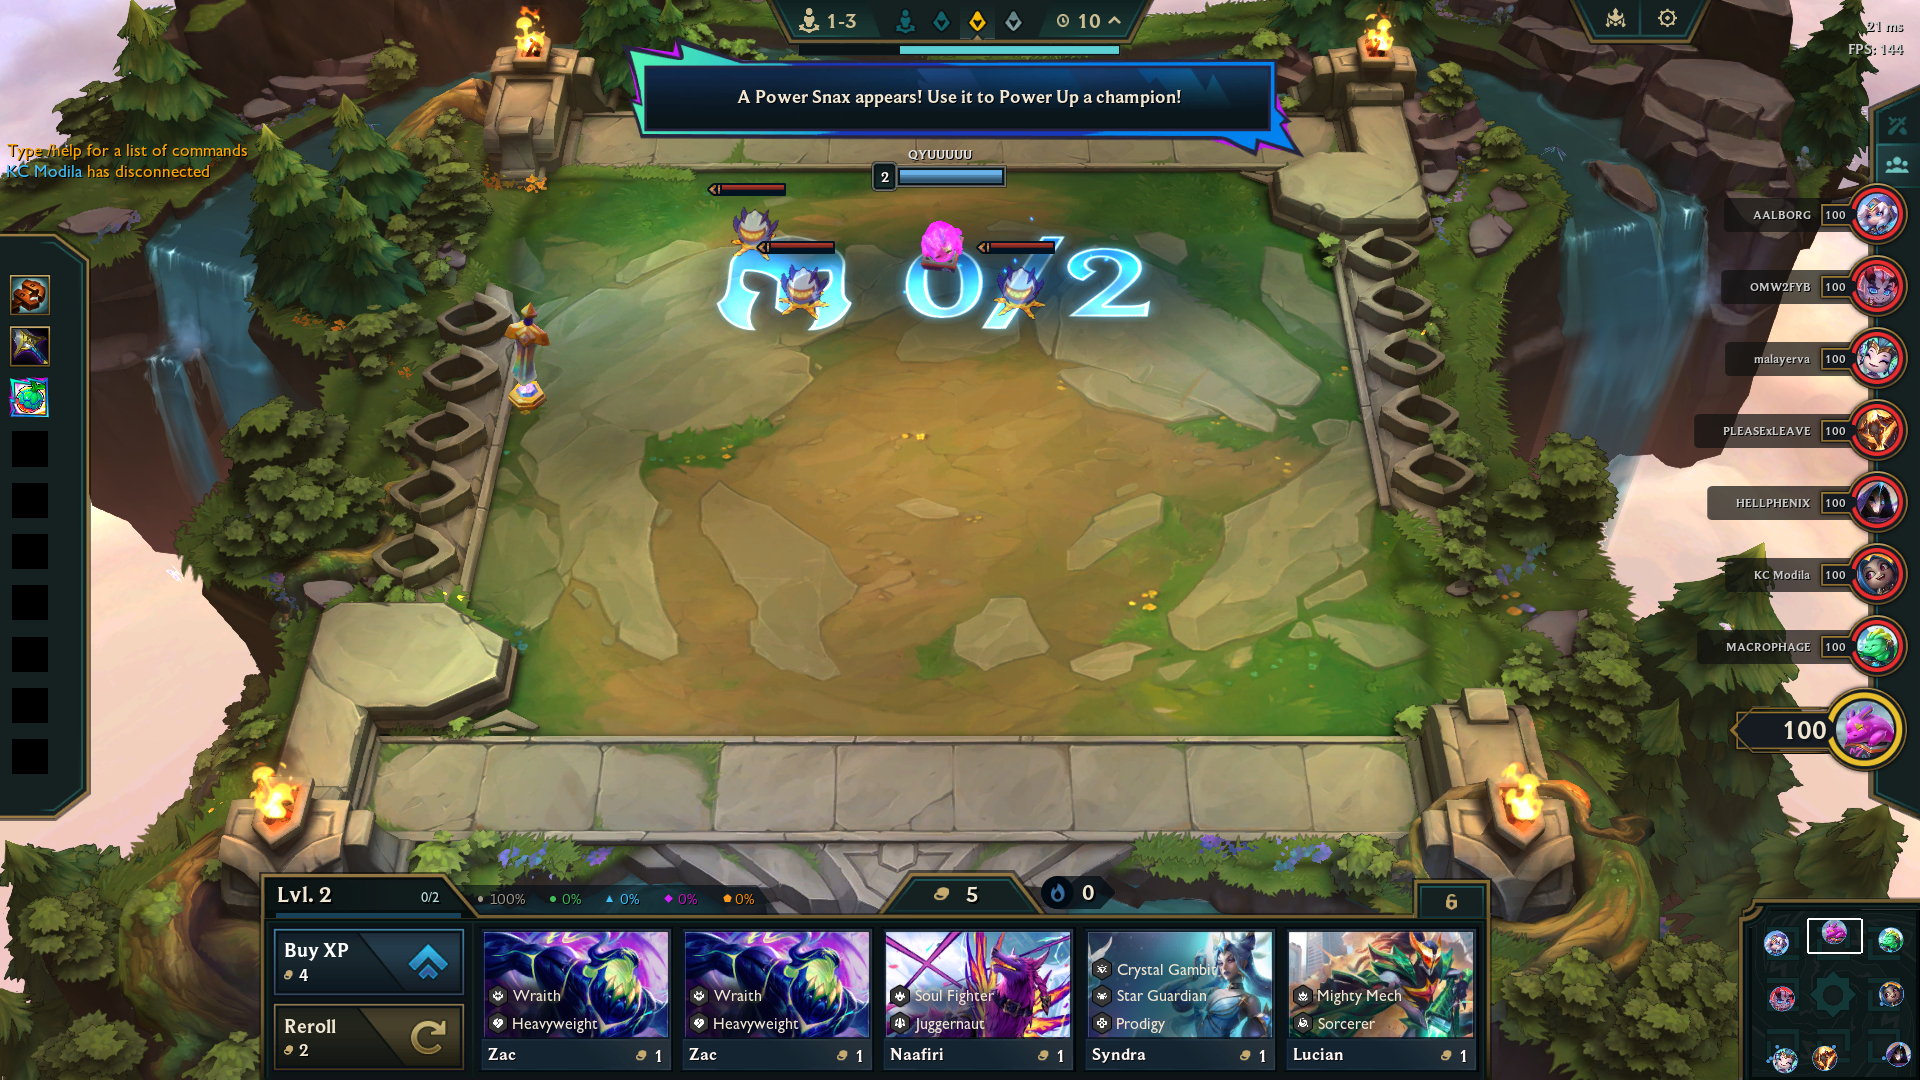 1-3
10
21 ms
FPS: 144
A Power Snax appears! Use it to Power Up a champion!
Type /help for a list of commands
KC Modila has disconnected
QYUUUUU
2
0/2
AALBORG 100
OMW2FYB 100
malayerva 100
PLEASExLEAVE 100
HELLPHENIX 100
KC Modila 100
MACROPHAGE 100
100
Lvl. 2
0/2
100%
0%
0%
0%
0%
5
0
6
Buy XP
4
Reroll
2
Wraith
Heavyweight
Zac 1
Wraith
Heavyweight
Zac 1
Soul Fighter
Juggernaut
Naafiri 1
Crystal Gambit
Star Guardian
Prodigy
Syndra 1
Mighty Mech
Sorcerer
Lucian 1